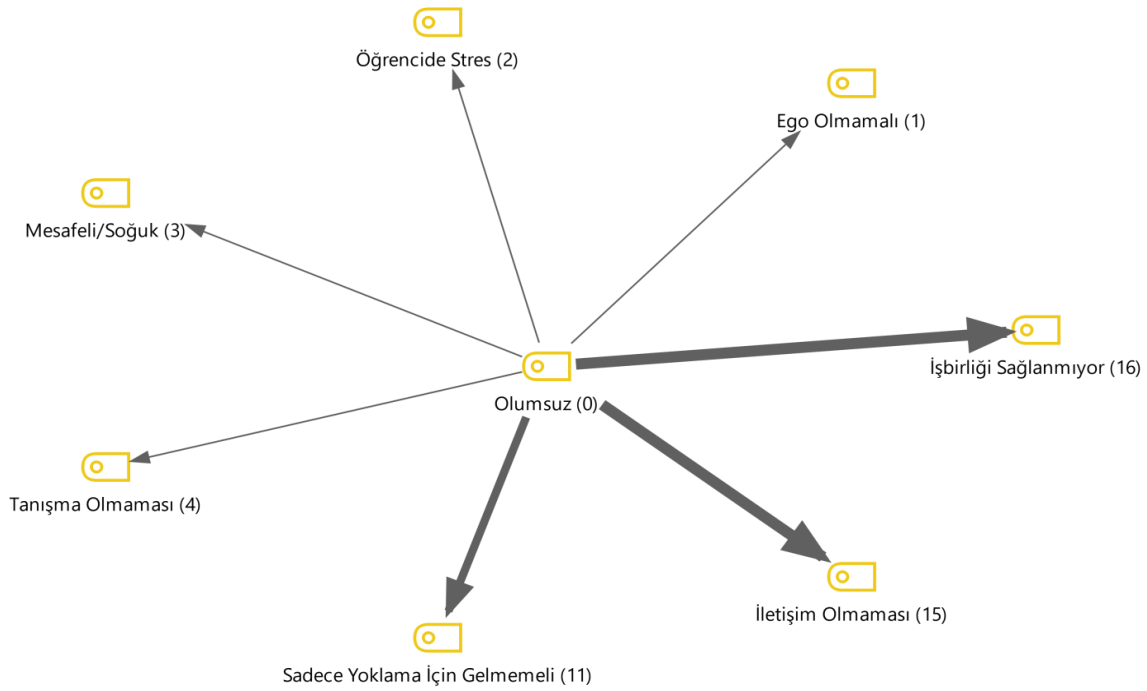 Öğrencide Stres (2)
Ego Olmamalı (1)
Mesafeli/Soğuk (3)
İşbirliği Sağlanmıyor (16)
Olumsuz (0)
Tanışma Olmaması (4)
İletişim Olmaması (15)
Sadece Yoklama İçin Gelmemeli (11)